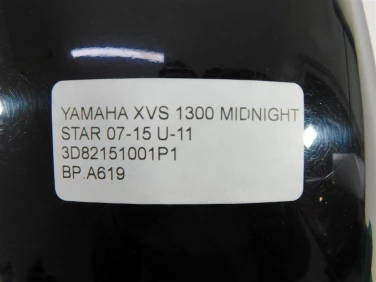 YAMAHA XVS 1300 MIDNIGHT
STAR 07-15 U-11
3D82151001P1
BP.A619